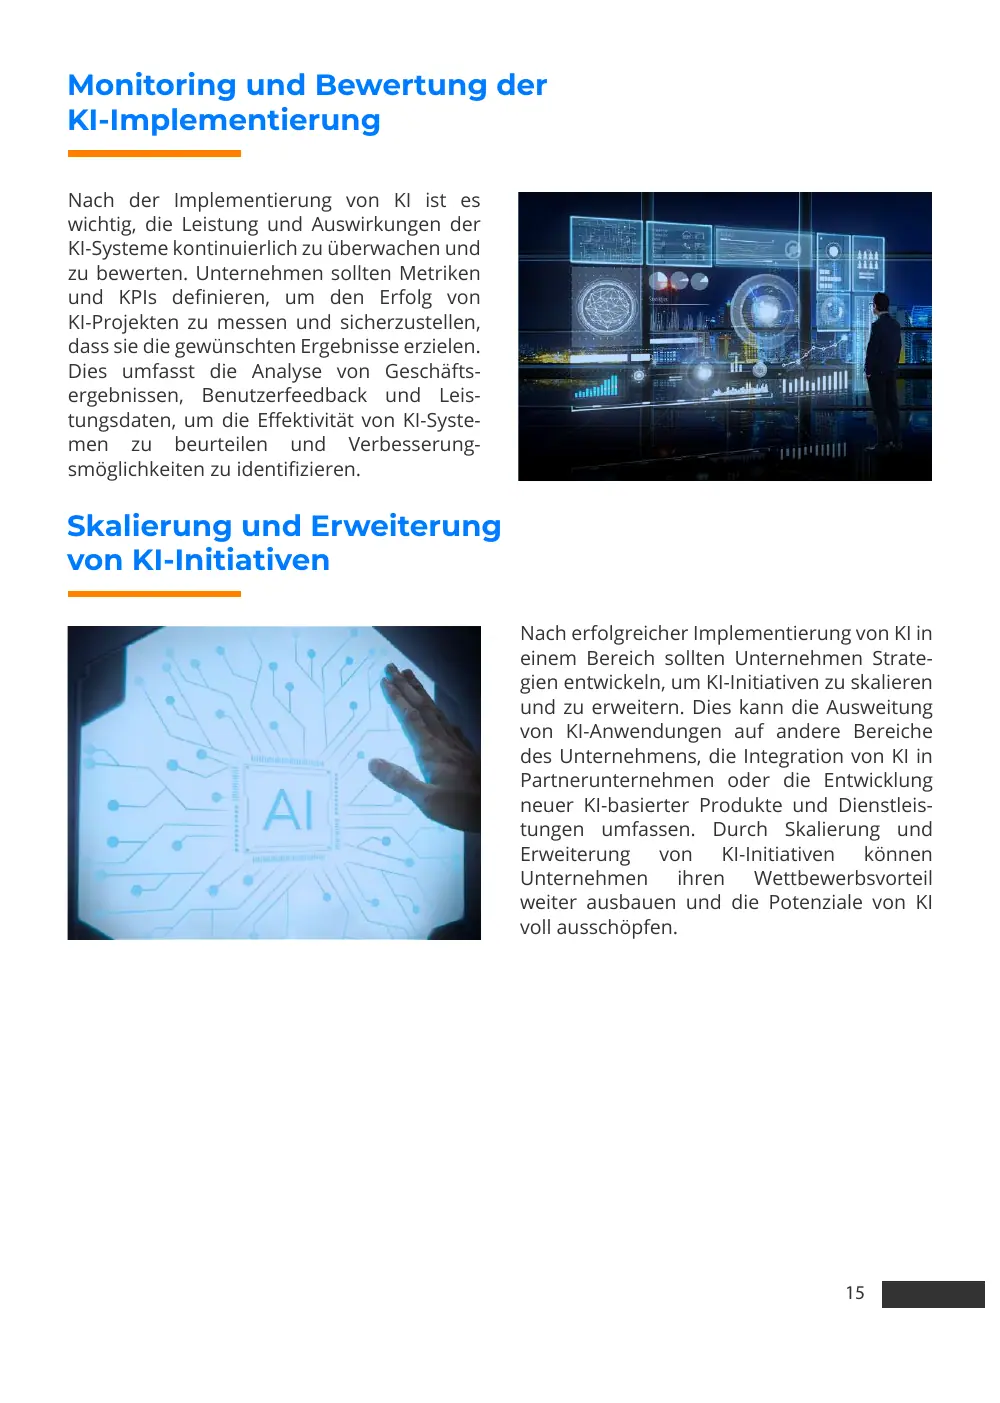 Monitoring und Bewertung der
KI-Implementierung
Nach der Implementierung von KI ist es
wichtig, die Leistung und Auswirkungen der
KI-Systeme kontinuierlich zu überwachen und
zu bewerten. Unternehmen sollten Metriken
und KPIs definieren, um den Erfolg von
KI-Projekten zu messen und sicherzustellen,
dass sie die gewünschten Ergebnisse erzielen.
Dies umfasst die Analyse von Geschäfts-
ergebnissen, Benutzerfeedback und Leis-
tungsdaten, um die Effektivität von KI-Syste-
men zu beurteilen und Verbesserung-
smöglichkeiten zu identifizieren.
Skalierung und Erweiterung
von KI-Initiativen
AI
Nach erfolgreicher Implementierung von KI in
einem Bereich sollten Unternehmen Strate-
gien entwickeln, um KI-Initiativen zu skalieren
und zu erweitern. Dies kann die Ausweitung
von KI-Anwendungen auf andere Bereiche
des Unternehmens, die Integration von KI in
Partnerunternehmen oder die Entwicklung
neuer KI-basierter Produkte und Dienstleis-
tungen umfassen. Durch Skalierung und
Erweiterung von KI-Initiativen können
Unternehmen ihren Wettbewerbsvorteil
weiter ausbauen und die Potenziale von KI
voll ausschöpfen.
15